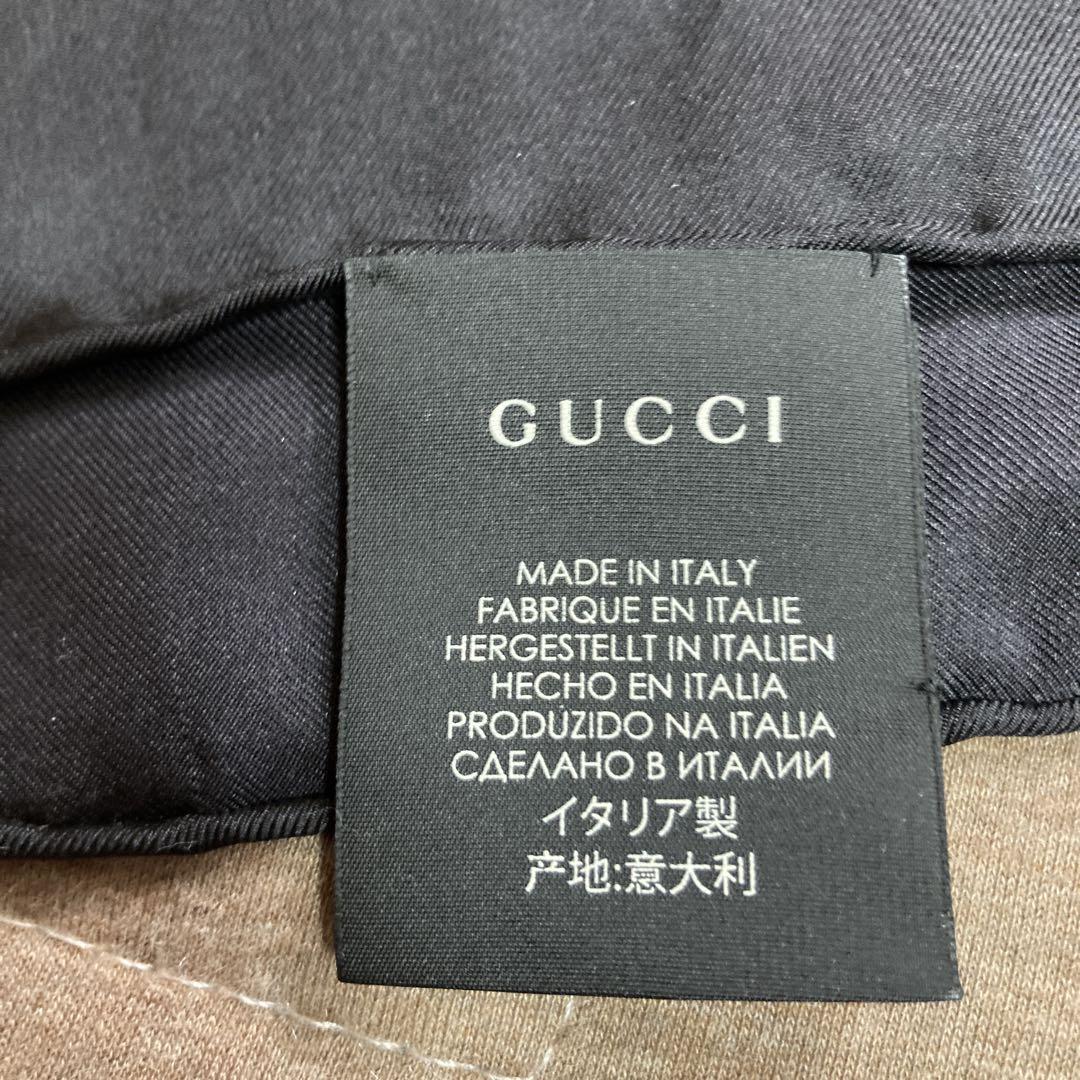 GUCCI
MADE IN ITALY
FABRIQUE EN ITALIE
HERGESTELLT IN ITALIEN
HECHO EN ITALIA
PRODÚZIDO NA ITALIA
СДЕЛАНО В ИТАЛИИ
イタリア製
产地:意大利